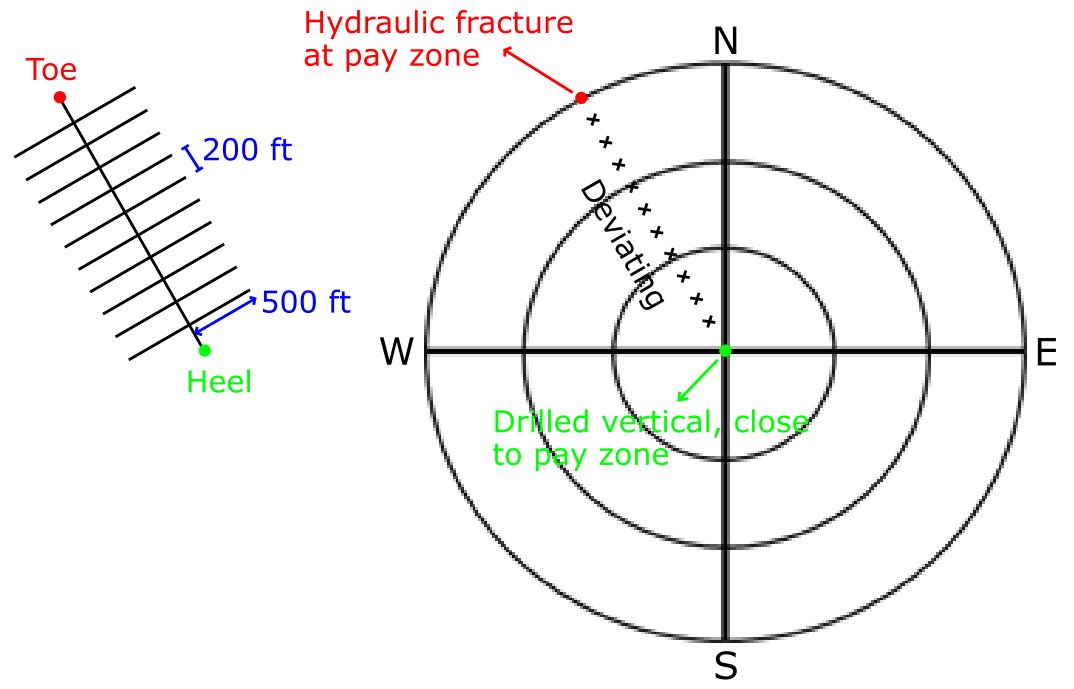 Hydraulic fracture
at pay zone
N
Toe
200 ft
Deviating
500 ft
W
E
Heel
Drilled vertical, close
to pay zone
S